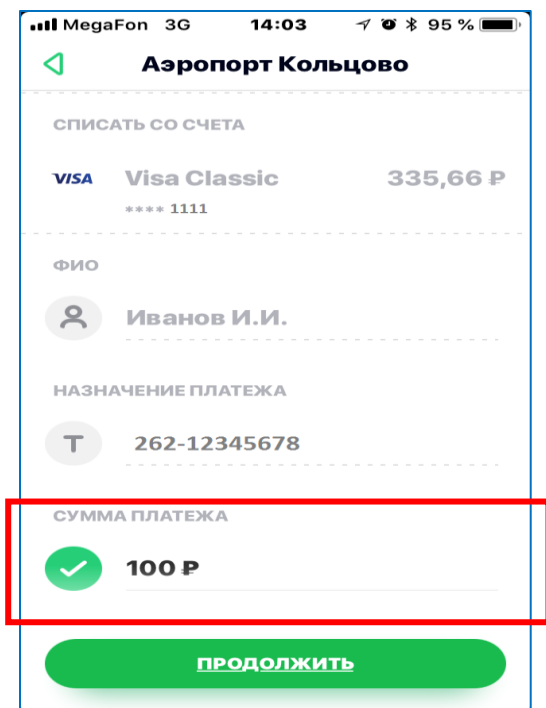 MegaFon 3G 14:03 95 %
Аэропорт Кольцово
СПИСАТЬ СО СЧЕТА
VISA Visa Classic 335,66 ₽
**** 1111
ФИО
Иванов И.И.
НАЗНАЧЕНИЕ ПЛАТЕЖА
Т 262-12345678
СУММА ПЛАТЕЖА
100 ₽
ПРОДОЛЖИТЬ